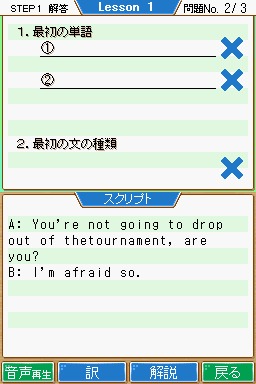 STEP1 解答 Lesson 1 問題No. 2/3
1.最初の単語
①
②
2.最初の文の種類
スクリプト
A: You're not going to drop
out of thetournament, are
you?
B: I'm afraid so.
音声再生 訳 解説 戻る